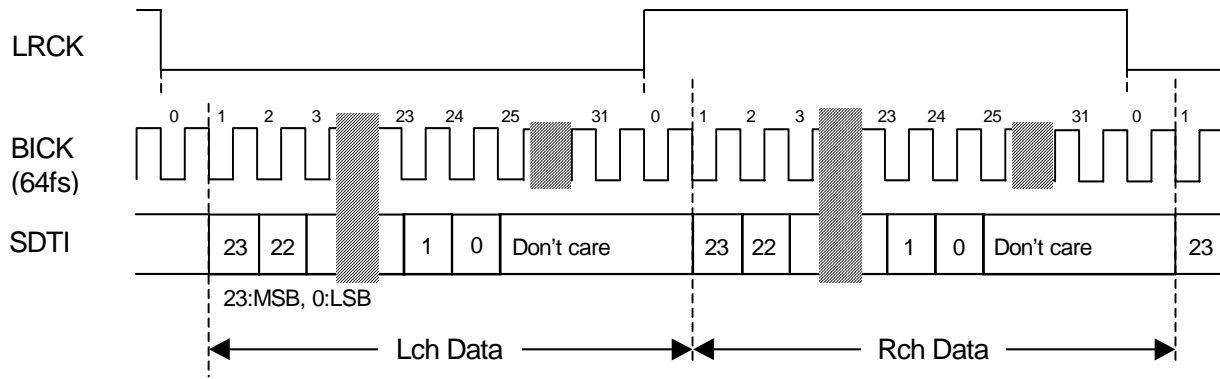 LRCK
0 1 2 3 23 24 25 31 0 1 2 3 23 24 25 31 0 1
BICK
(64fs)
SDTI 23 22 1 0 Don't care 23 22 1 0 Don't care 23
23:MSB, 0:LSB
Lch Data Rch Data